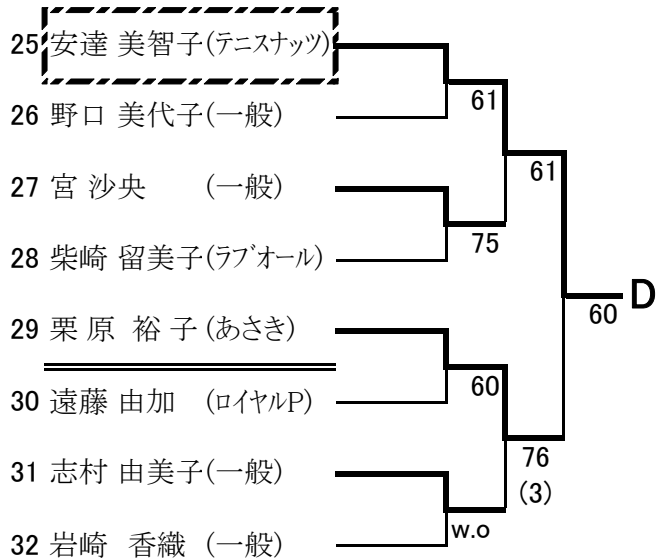 25 安達 美智子(テニスナッツ)
61
26 野口 美代子(一般)
61
27 宮 沙央 (一般)
75
28 柴崎 留美子(ラブオール)
60 D
29 栗原 裕子(あさき)
60
30 遠藤 由加 (ロイヤルP)
76
(3)
31 志村 由美子(一般)
w.o
32 岩崎 香織 (一般)